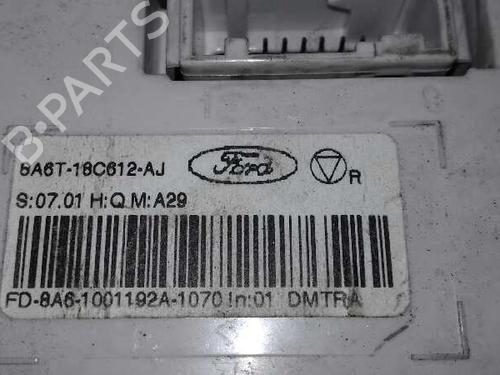 8A6T-18C612-AJ
Ford
R
S:07.01 H:Q M:A29
FD-8A6-1001192A-1070 In:01 DMTRA
B-PARTS